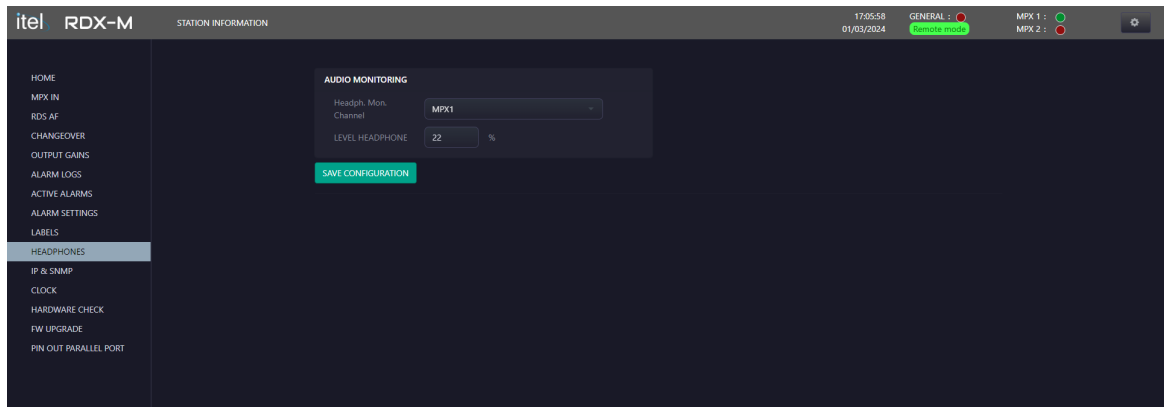 itel RDX-M STATION INFORMATION 17:05:58 GENERAL : MPX 1 :
01/03/2024 Remote mode MPX 2 :
HOME
MPX IN
RDS AF
CHANGEOVER
OUTPUT GAINS
ALARM LOGS
ACTIVE ALARMS
ALARM SETTINGS
LABELS
HEADPHONES
IP & SNMP
CLOCK
HARDWARE CHECK
FW UPGRADE
PIN OUT PARALLEL PORT
AUDIO MONITORING
Headph. Mon.
Channel
MPX1
LEVEL HEADPHONE 22 %
SAVE CONFIGURATION